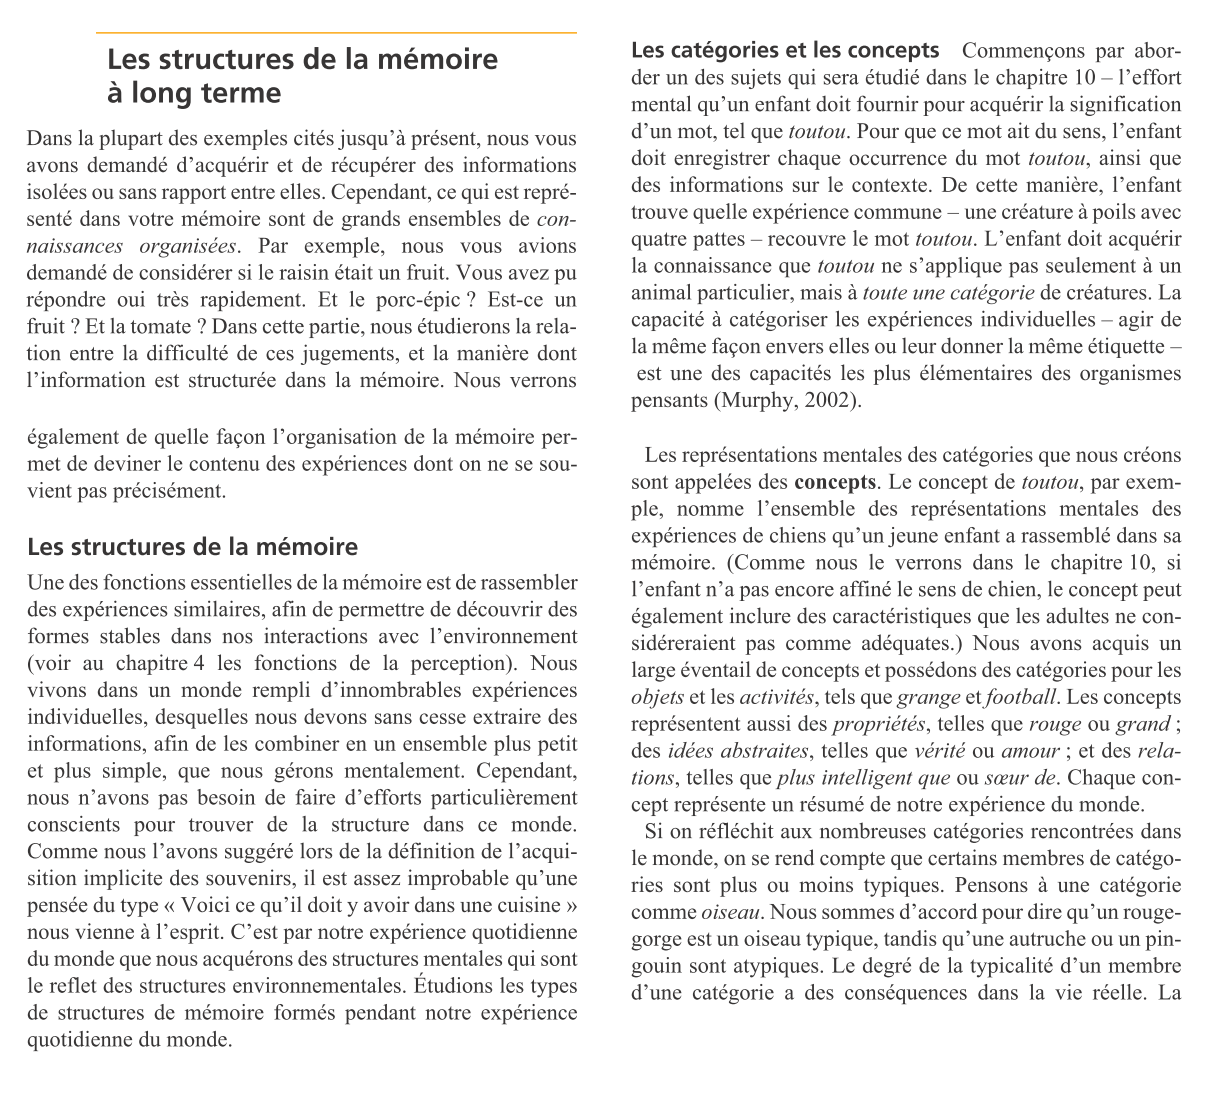 Les structures de la mémoire
à long terme
Dans la plupart des exemples cités jusqu’à présent, nous vous
avons demandé d’acquérir et de récupérer des informations
isolées ou sans rapport entre elles. Cependant, ce qui est repré-
senté dans votre mémoire sont de grands ensembles de con-
naissances organisées. Par exemple, nous vous avions
demandé de considérer si le raisin était un fruit. Vous avez pu
répondre oui très rapidement. Et le porc-épic ? Est-ce un
fruit ? Et la tomate ? Dans cette partie, nous étudierons la rela-
tion entre la difficulté de ces jugements, et la manière dont
l’information est structurée dans la mémoire. Nous verrons
également de quelle façon l’organisation de la mémoire per-
met de deviner le contenu des expériences dont on ne se sou-
vient pas précisément.
Les structures de la mémoire
Une des fonctions essentielles de la mémoire est de rassembler
des expériences similaires, afin de permettre de découvrir des
formes stables dans nos interactions avec l’environnement
(voir au chapitre 4 les fonctions de la perception). Nous
vivons dans un monde rempli d’innombrables expériences
individuelles, desquelles nous devons sans cesse extraire des
informations, afin de les combiner en un ensemble plus petit
et plus simple, que nous gérons mentalement. Cependant,
nous n’avons pas besoin de faire d’efforts particulièrement
conscients pour trouver de la structure dans ce monde.
Comme nous l’avons suggéré lors de la définition de l’acqui-
sition implicite des souvenirs, il est assez improbable qu’une
pensée du type « Voici ce qu’il doit y avoir dans une cuisine »
nous vienne à l’esprit. C’est par notre expérience quotidienne
du monde que nous acquérons des structures mentales qui sont
le reflet des structures environnementales. Étudions les types
de structures de mémoire formés pendant notre expérience
quotidienne du monde.
Les catégories et les concepts Commençons par abor-
der un des sujets qui sera étudié dans le chapitre 10 – l’effort
mental qu’un enfant doit fournir pour acquérir la signification
d’un mot, tel que toutou. Pour que ce mot ait du sens, l’enfant
doit enregistrer chaque occurrence du mot toutou, ainsi que
des informations sur le contexte. De cette manière, l’enfant
trouve quelle expérience commune – une créature à poils avec
quatre pattes – recouvre le mot toutou. L’enfant doit acquérir
la connaissance que toutou ne s’applique pas seulement à un
animal particulier, mais à toute une catégorie de créatures. La
capacité à catégoriser les expériences individuelles – agir de
la même façon envers elles ou leur donner la même étiquette –
est une des capacités les plus élémentaires des organismes
pensants (Murphy, 2002).
Les représentations mentales des catégories que nous créons
sont appelées des concepts. Le concept de toutou, par exem-
ple, nomme l’ensemble des représentations mentales des
expériences de chiens qu’un jeune enfant a rassemblé dans sa
mémoire. (Comme nous le verrons dans le chapitre 10, si
l’enfant n’a pas encore affiné le sens de chien, le concept peut
également inclure des caractéristiques que les adultes ne con-
sidéreraient pas comme adéquates.) Nous avons acquis un
large éventail de concepts et possédons des catégories pour les
objets et les activités, tels que grange et football. Les concepts
représentent aussi des propriétés, telles que rouge ou grand ;
des idées abstraites, telles que vérité ou amour ; et des rela-
tions, telles que plus intelligent que ou sœur de. Chaque con-
cept représente un résumé de notre expérience du monde.
Si on réfléchit aux nombreuses catégories rencontrées dans
le monde, on se rend compte que certains membres de catégo-
ries sont plus ou moins typiques. Pensons à une catégorie
comme oiseau. Nous sommes d’accord pour dire qu’un rouge-
gorge est un oiseau typique, tandis qu’une autruche ou un pin-
gouin sont atypiques. Le degré de la typicalité d’un membre
d’une catégorie a des conséquences dans la vie réelle. La